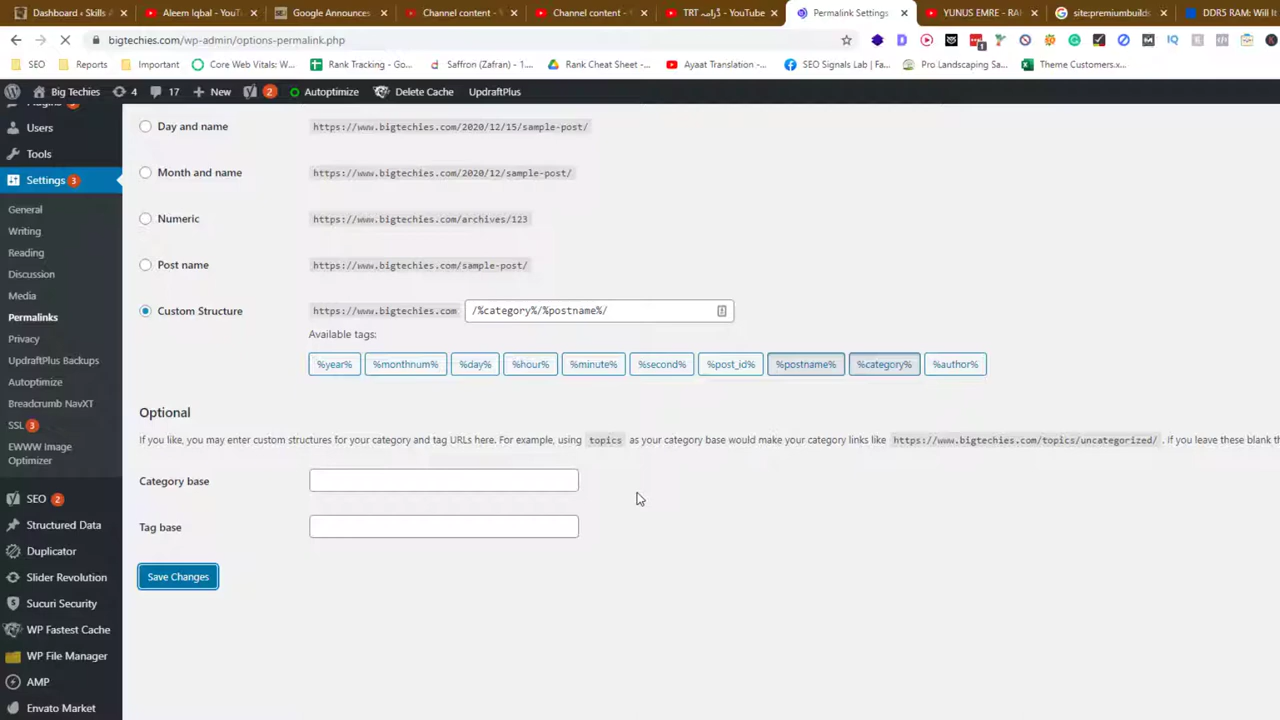 Dashboard ‹ Skills A
Aleem Iqbal - YouTu
Google Announces
Channel content -
Channel content -
TRT ڈرامہ - YouTube
Permalink Settings
YUNUS EMRE - RA
site:premiumbuilds
DDR5 RAM: Will It
bigtechies.com/wp-admin/options-permalink.php
SEO
Reports
Important
Core Web Vitals: W...
Rank Tracking - Go...
Saffron (Zafran) - 1...
Rank Cheat Sheet -...
Ayaat Translation -...
SEO Signals Lab | Fa...
Pro Landscaping Sa...
Theme Customers.x...
Big Techies
4
17
New
2
Autoptimize
Delete Cache
UpdraftPlus
Plugins
Users
Tools
Settings 3
General
Writing
Reading
Discussion
Media
Permalinks
Privacy
UpdraftPlus Backups
Autoptimize
Breadcrumb NavXT
SSL 3
EWWW Image
Optimizer
SEO 2
Structured Data
Duplicator
Slider Revolution
Sucuri Security
WP Fastest Cache
WP File Manager
AMP
Envato Market
Day and name https://www.bigtechies.com/2020/12/15/sample-post/
Month and name https://www.bigtechies.com/2020/12/sample-post/
Numeric https://www.bigtechies.com/archives/123
Post name https://www.bigtechies.com/sample-post/
Custom Structure https://www.bigtechies.com /%category%/%postname%/
Available tags:
%year% %monthnum% %day% %hour% %minute% %second% %post_id% %postname% %category% %author%
Optional
If you like, you may enter custom structures for your category and tag URLs here. For example, using topics as your category base would make your category links like https://www.bigtechies.com/topics/uncategorized/ . If you leave these blank th
Category base
Tag base
Save Changes